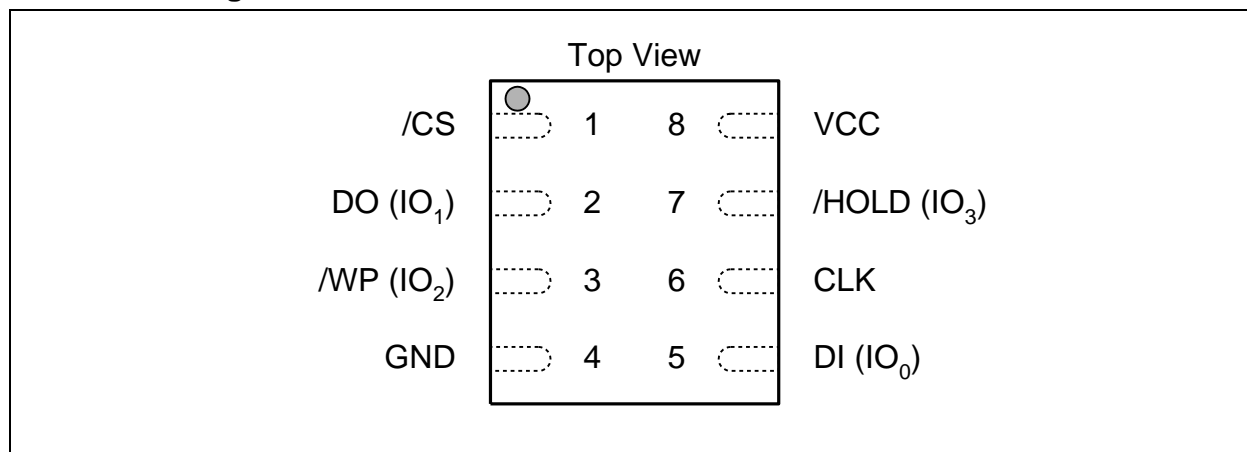 Top View
/CS 1 8 VCC
DO (IO₁) 2 7 /HOLD (IO₃)
/WP (IO₂) 3 6 CLK
GND 4 5 DI (IO₀)